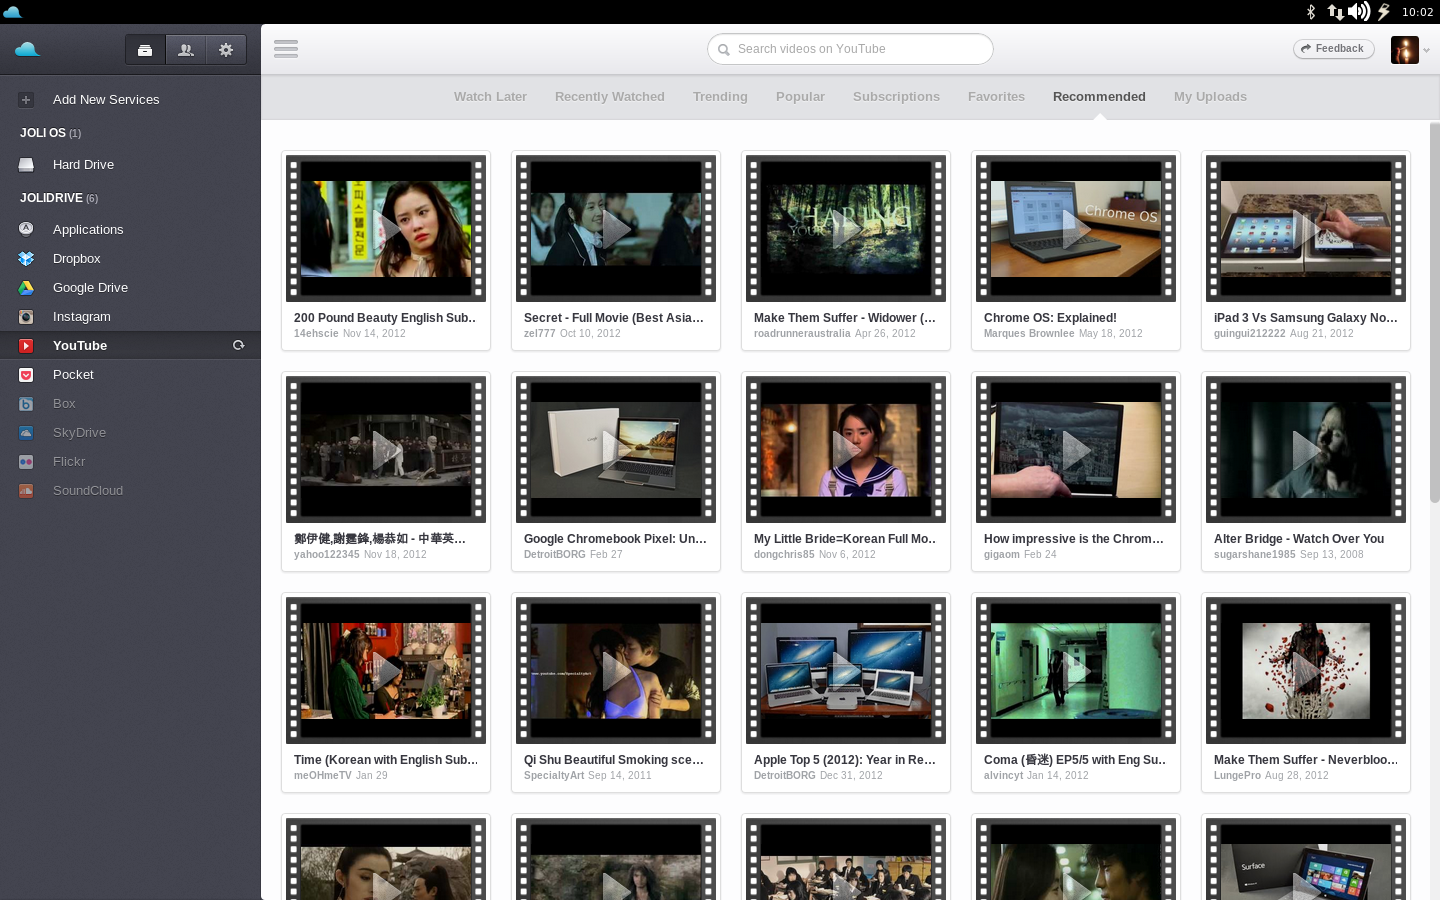 10:02
Search videos on YouTube
Feedback
Add New Services
JOLI OS (1)
Hard Drive
JOLIDRIVE (6)
Applications
Dropbox
Google Drive
Instagram
YouTube
Pocket
Box
SkyDrive
Flickr
SoundCloud
Watch Later Recently Watched Trending Popular Subscriptions Favorites Recommended My Uploads
SHARING
Chrome OS
200 Pound Beauty English Sub..
14ehscie Nov 14, 2012
Secret - Full Movie (Best Asia...
zel777 Oct 10, 2012
Make Them Suffer - Widower (...
roadrunneraustralia Apr 26, 2012
Chrome OS: Explained!
Marques Brownlee May 18, 2012
iPad 3 Vs Samsung Galaxy No...
guingui212222 Aug 21, 2012
鄭伊健,謝霆鋒,楊恭如 - 中華英...
yahoo122345 Nov 18, 2012
Google Chromebook Pixel: Un...
DetroitBORG Feb 27
My Little Bride=Korean Full Mo..
dongchris85 Nov 6, 2012
How impressive is the Chrom...
gigaom Feb 24
Alter Bridge - Watch Over You
sugarshane1985 Sep 13, 2008
Time (Korean with English Sub...
meOHmeTV Jan 29
Qi Shu Beautiful Smoking sce...
SpecialtyArt Sep 14, 2011
Apple Top 5 (2012): Year in Re...
DetroitBORG Dec 31, 2012
Coma (昏迷) EP5/5 with Eng Su..
alvincyt Jan 14, 2012
Make Them Suffer - Neverbloo...
LungePro Aug 28, 2012
Surface